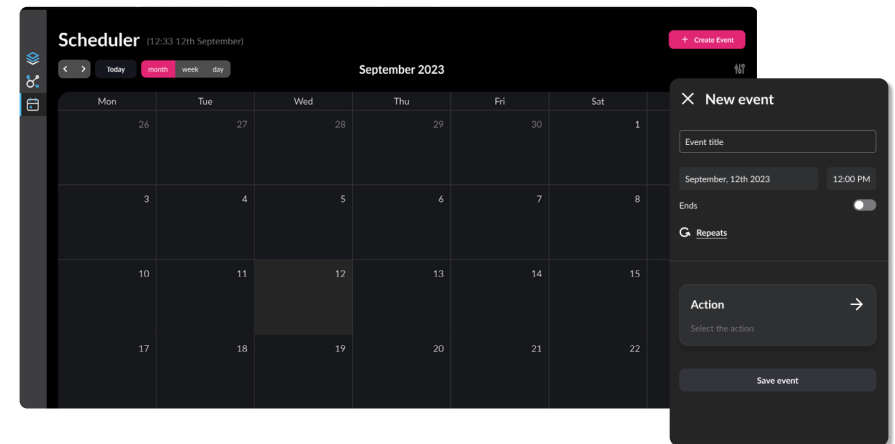 Scheduler (12:33 12th September)
+ Create Event
Today month week day
September 2023
Mon Tue Wed Thu Fri Sat
26 27 28 29 30 1
3 4 5 6 7 8
10 11 12 13 14 15
17 18 19 20 21 22
New event
Event title
September, 12th 2023 12:00 PM
Ends
Repeats
Action
Select the action
Save event